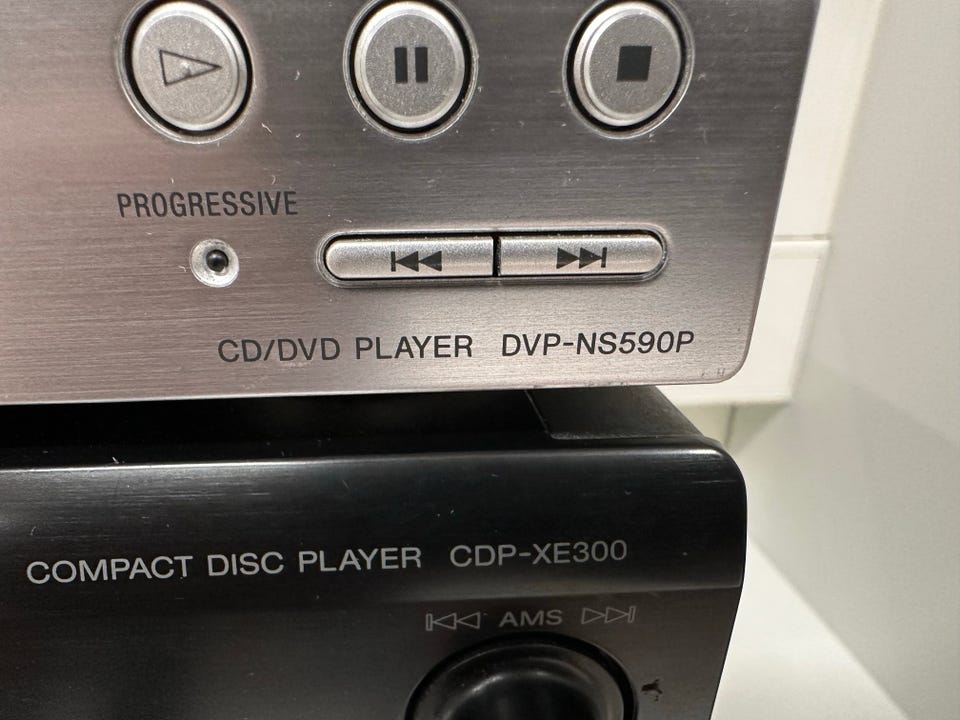 PROGRESSIVE
CD/DVD PLAYER DVP-NS590P
COMPACT DISC PLAYER CDP-XE300
AMS